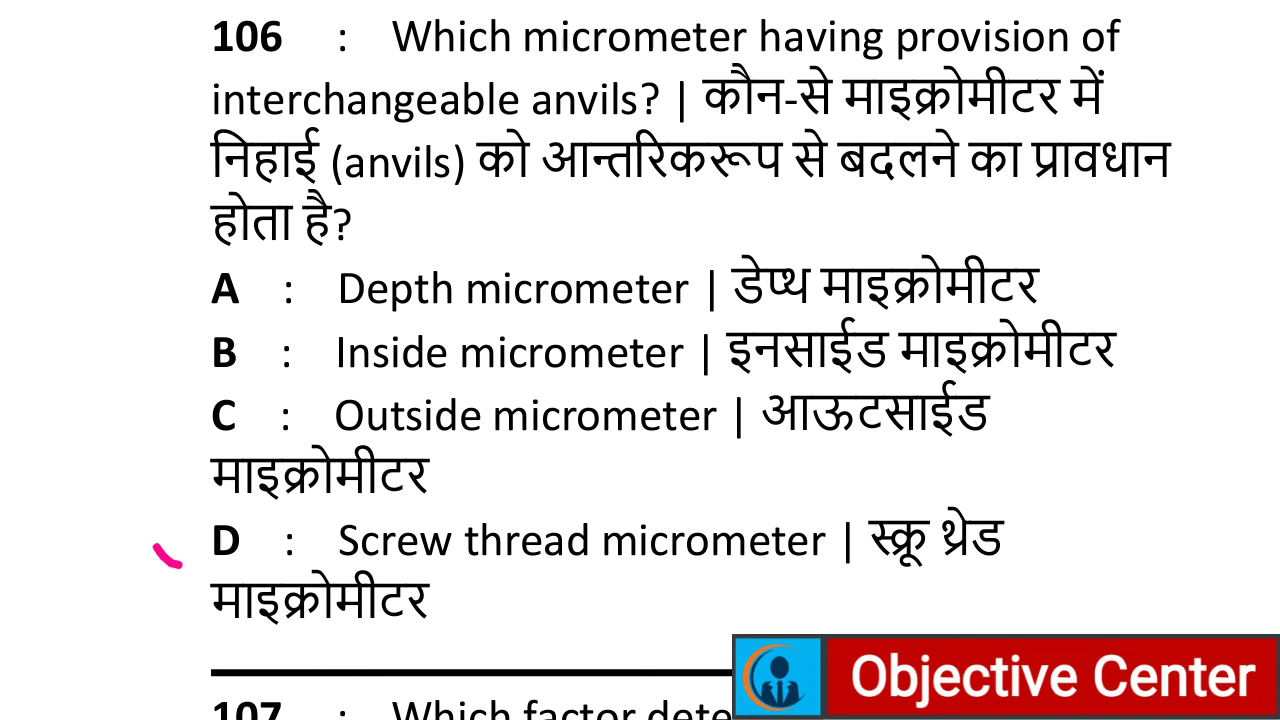 106 : Which micrometer having provision of
interchangeable anvils? | कौन-से माइक्रोमीटर में
निहाई (anvils) को आन्तरिकरूप से बदलने का प्रावधान
होता है?
A : Depth micrometer | डेप्थ माइक्रोमीटर
B : Inside micrometer | इनसाईड माइक्रोमीटर
C : Outside micrometer | आऊटसाईड
माइक्रोमीटर
D : Screw thread micrometer | स्क्रू थ्रेड
माइक्रोमीटर
Objective Center
107 : Which factor